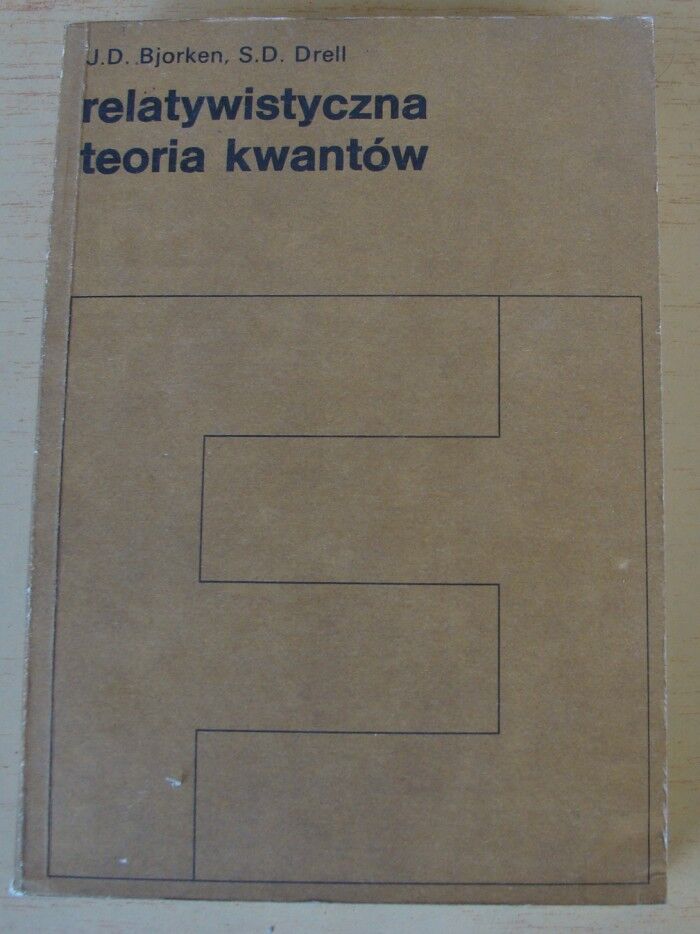 J.D. Bjorken, S.D. Drell
relatywistyczna
teoria kwantów